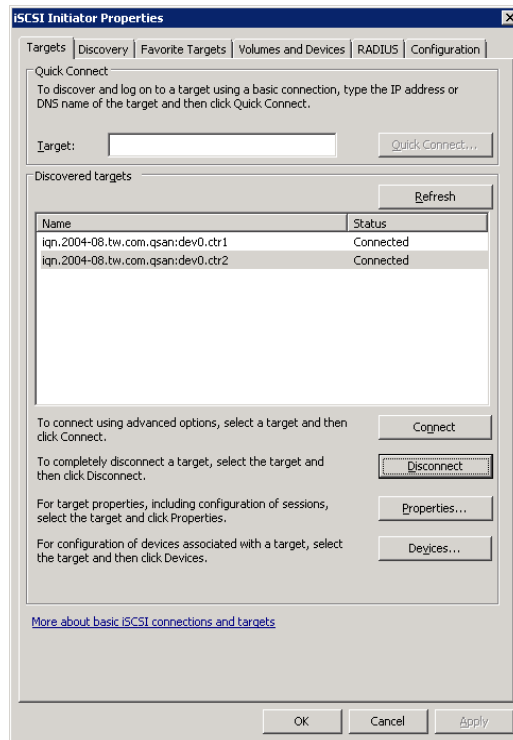 iSCSI Initiator Properties
Targets Discovery Favorite Targets Volumes and Devices RADIUS Configuration
Quick Connect
To discover and log on to a target using a basic connection, type the IP address or
DNS name of the target and then click Quick Connect.
Target: Quick Connect...
Discovered targets
Refresh
Name Status
iqn.2004-08.tw.com.qsan:dev0.ctr1 Connected
iqn.2004-08.tw.com.qsan:dev0.ctr2 Connected
To connect using advanced options, select a target and then
click Connect.
Connect
To completely disconnect a target, select the target and
then click Disconnect.
Disconnect
For target properties, including configuration of sessions,
select the target and click Properties.
Properties...
For configuration of devices associated with a target, select
the target and then click Devices.
Devices...
More about basic iSCSI connections and targets
OK Cancel Apply